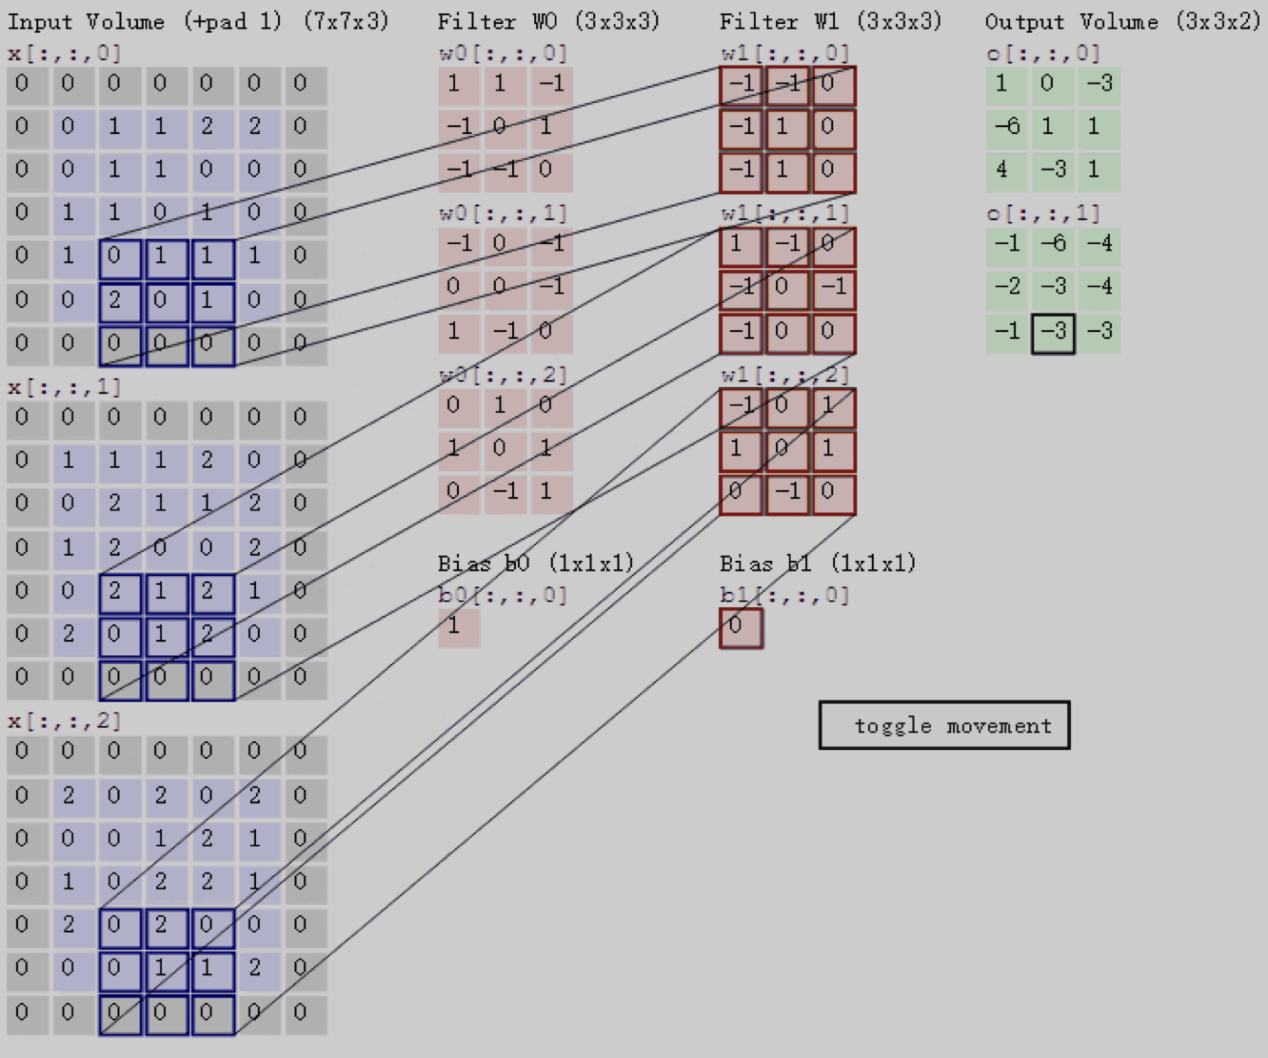 Input Volume (+pad 1) (7x7x3)
x[:,:,0]
0 0 0 0 0 0 0
0 0 1 1 2 2 0
0 0 1 1 0 0 0
0 1 1 0 1 0 0
0 1 0 1 1 1 0
0 0 2 0 1 0 0
0 0 0 0 0 0 0
x[:,:,1]
0 0 0 0 0 0 0
0 1 1 1 2 0 0
0 0 2 1 1 2 0
0 1 2 0 0 2 0
0 0 2 1 2 1 0
0 2 0 1 2 0 0
0 0 0 0 0 0 0
x[:,:,2]
0 0 0 0 0 0 0
0 2 0 2 0 2 0
0 0 0 1 2 1 0
0 1 0 2 2 1 0
0 2 0 2 0 0 0
0 0 0 1 1 2 0
0 0 0 0 0 0 0
Filter W0 (3x3x3)
w0[:,:,0]
1 1 -1
-1 0 1
-1 -1 0
w0[:,:,1]
-1 0 -1
0 0 -1
1 -1 0
w0[:,:,2]
0 1 0
1 0 1
0 -1 1
Bias b0 (1x1x1)
b0[:,:,0]
1
Filter W1 (3x3x3)
w1[:,:,0]
-1 -1 0
-1 1 0
-1 1 0
w1[:,:,1]
1 -1 0
-1 0 -1
-1 0 0
w1[:,:,2]
-1 0 1
1 0 1
0 -1 0
Bias b1 (1x1x1)
b1[:,:,0]
0
Output Volume (3x3x2)
o[:,:,0]
1 0 -3
-6 1 1
4 -3 1
o[:,:,1]
-1 -6 -4
-2 -3 -4
-1 -3 -3
toggle movement